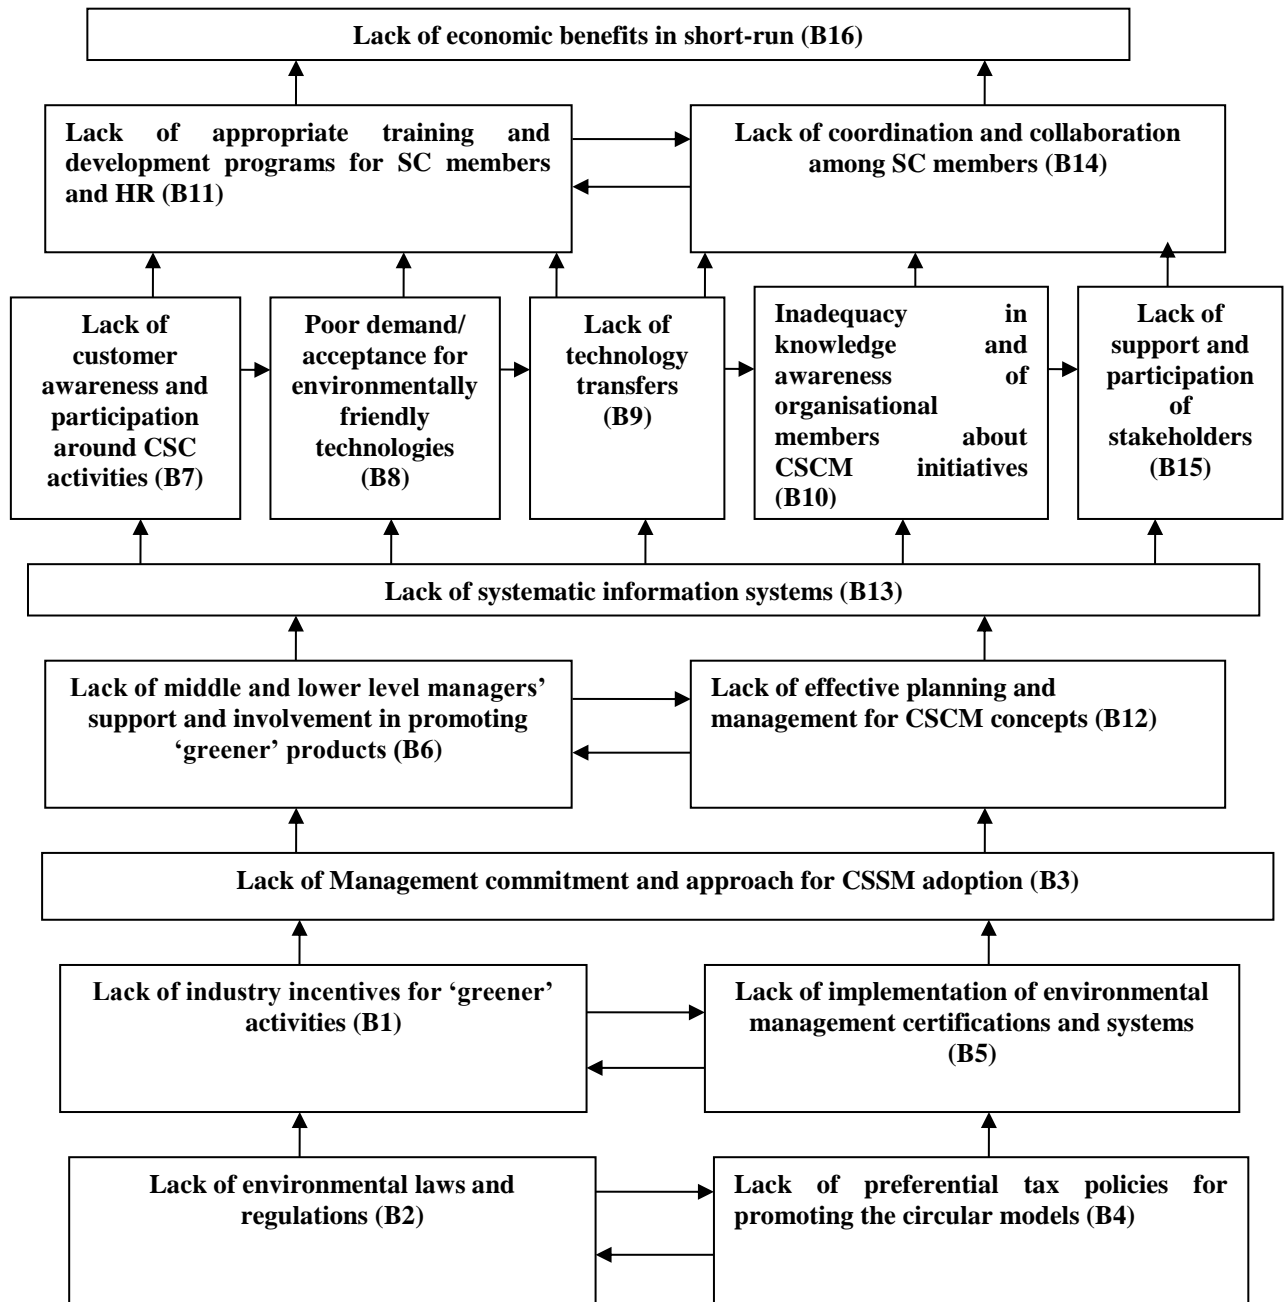 Lack of economic benefits in short-run (B16)
Lack of appropriate training and
development programs for SC members
and HR (B11)
Lack of coordination and collaboration
among SC members (B14)
Lack of
customer
awareness and
participation
around CSC
activities (B7)
Poor demand/
acceptance for
environmentally
friendly
technologies
(B8)
Lack of
technology
transfers
(B9)
Inadequacy in
knowledge and
awareness of
organisational
members about
CSCM initiatives
(B10)
Lack of
support and
participation
of
stakeholders
(B15)
Lack of systematic information systems (B13)
Lack of middle and lower level managers’
support and involvement in promoting
‘greener’ products (B6)
Lack of effective planning and
management for CSCM concepts (B12)
Lack of Management commitment and approach for CSSM adoption (B3)
Lack of industry incentives for ‘greener’
activities (B1)
Lack of implementation of environmental
management certifications and systems
(B5)
Lack of environmental laws and
regulations (B2)
Lack of preferential tax policies for
promoting the circular models (B4)